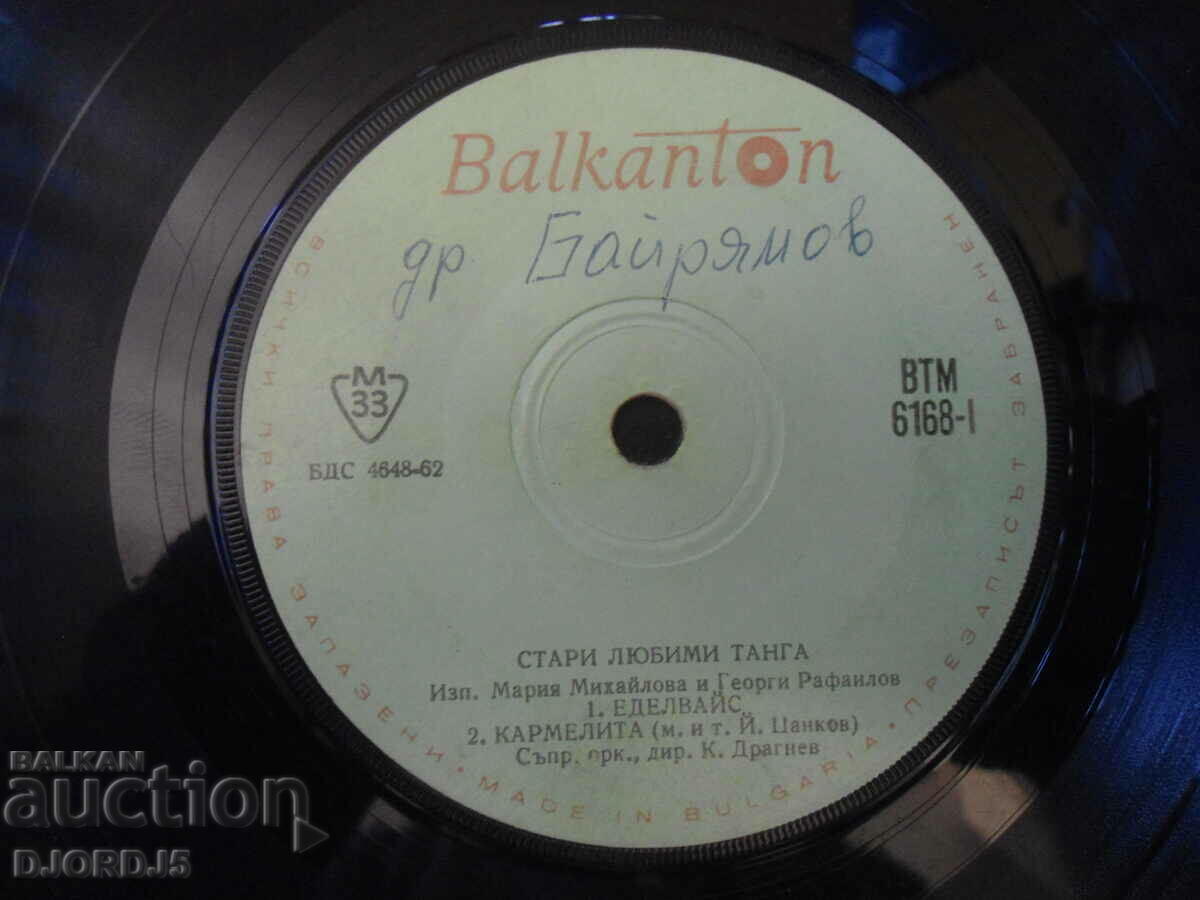 Balkanton
др. Байрямов
М
33
БДС 4648-62
ВТМ
6168-I
СТАРИ ЛЮБИМИ ТАНГА
Изп. Мария Михайлова и Георги Рафаилов
1. ЕДЕЛВАЙС
2. КАРМЕЛИТА (м. и т. Й. Цанков)
Съпр. орк., дир. К. Драгнев
ВСИЧКИ ПРАВА ЗАПАЗЕНИ • MADE IN BULGARIA • ПРЕЗАПИСЪТ ЗАБРАНЕН
BALKAN
auction
DJORD_J5